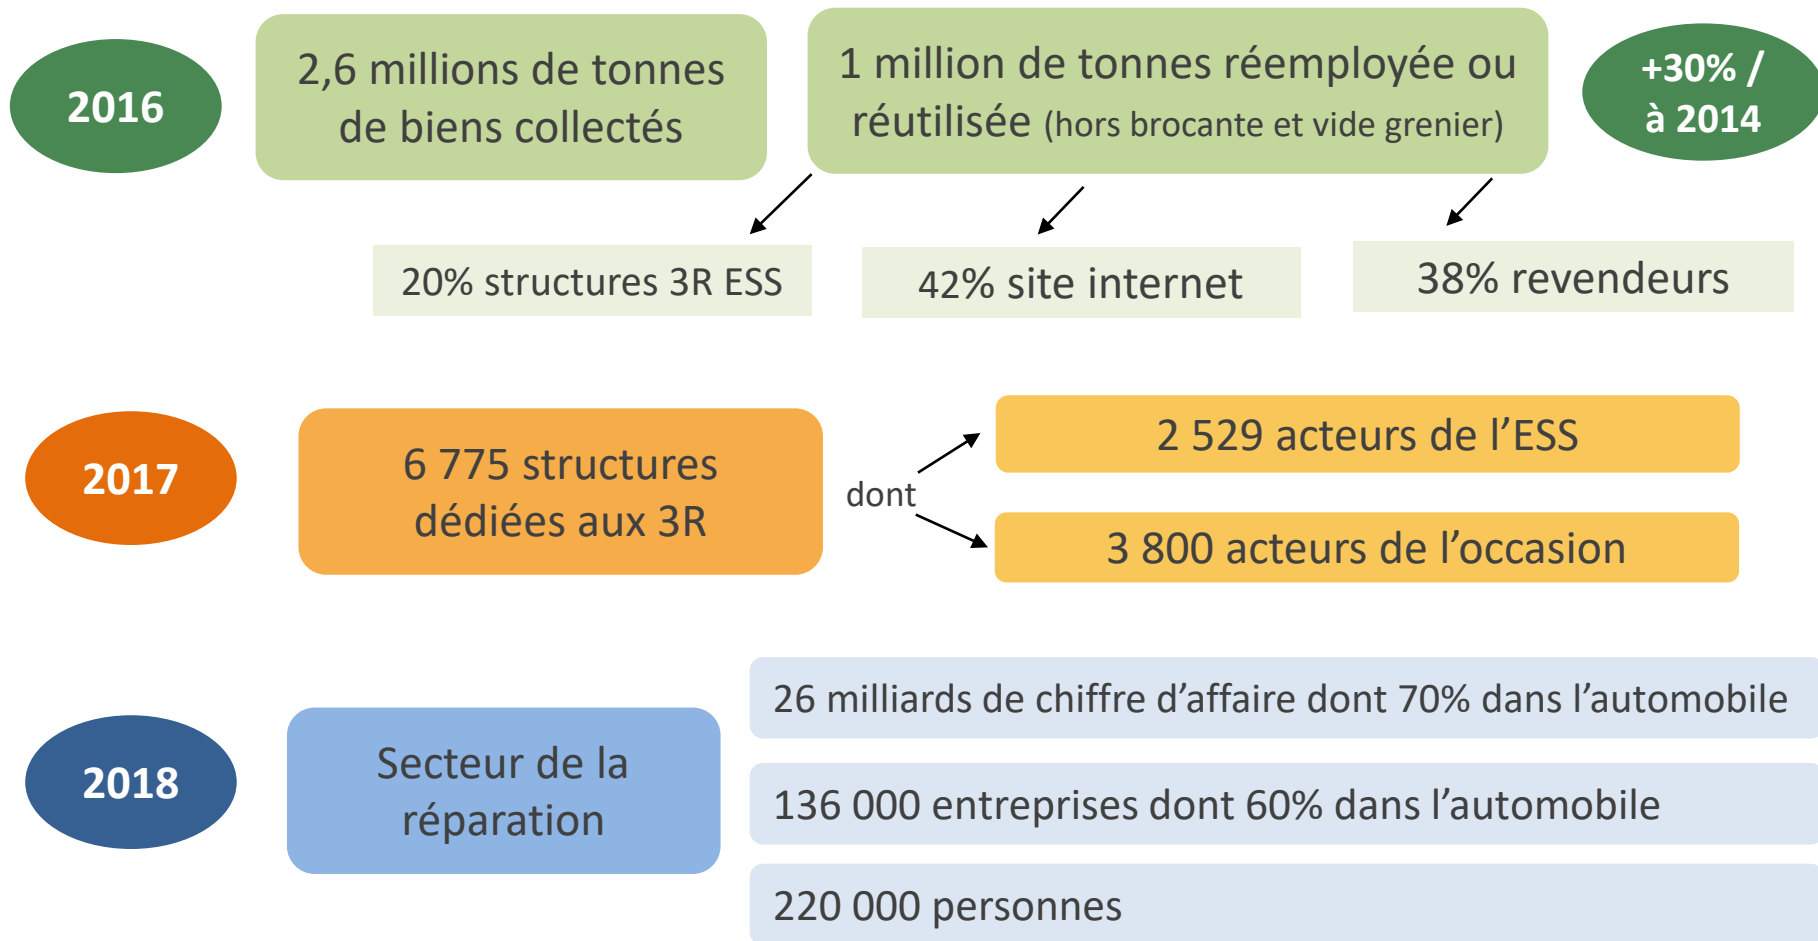 2016
2,6 millions de tonnes
de biens collectés
1 million de tonnes réemployée ou
réutilisée (hors brocante et vide grenier)
+30% /
à 2014
20% structures 3R ESS
42% site internet
38% revendeurs
2017
6 775 structures
dédiées aux 3R
dont
2 529 acteurs de l’ESS
3 800 acteurs de l’occasion
2018
Secteur de la
réparation
26 milliards de chiffre d’affaire dont 70% dans l’automobile
136 000 entreprises dont 60% dans l’automobile
220 000 personnes